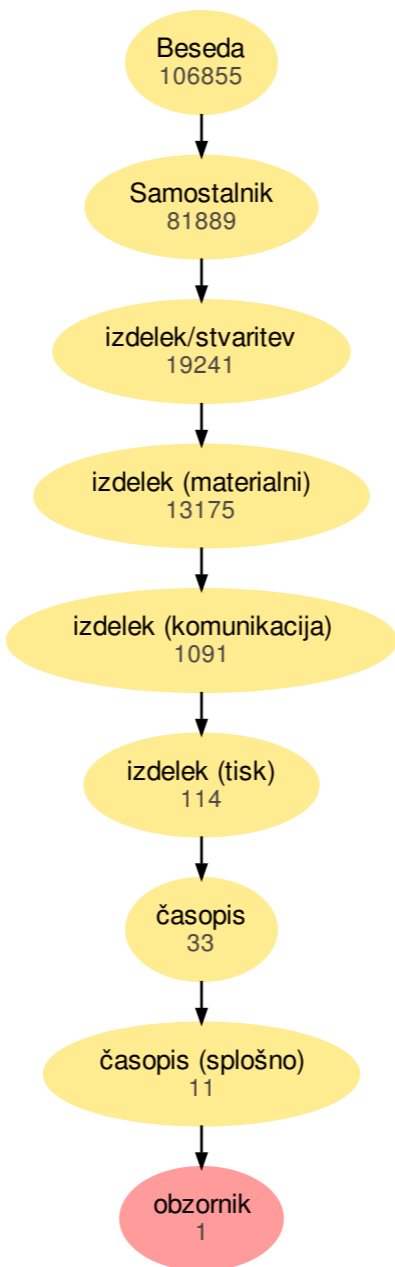 Beseda
106855
Samostalnik
81889
izdelek/stvaritev
19241
izdelek (materialni)
13175
izdelek (komunikacija)
1091
izdelek (tisk)
114
časopis
33
časopis (splošno)
11
obzornik
1